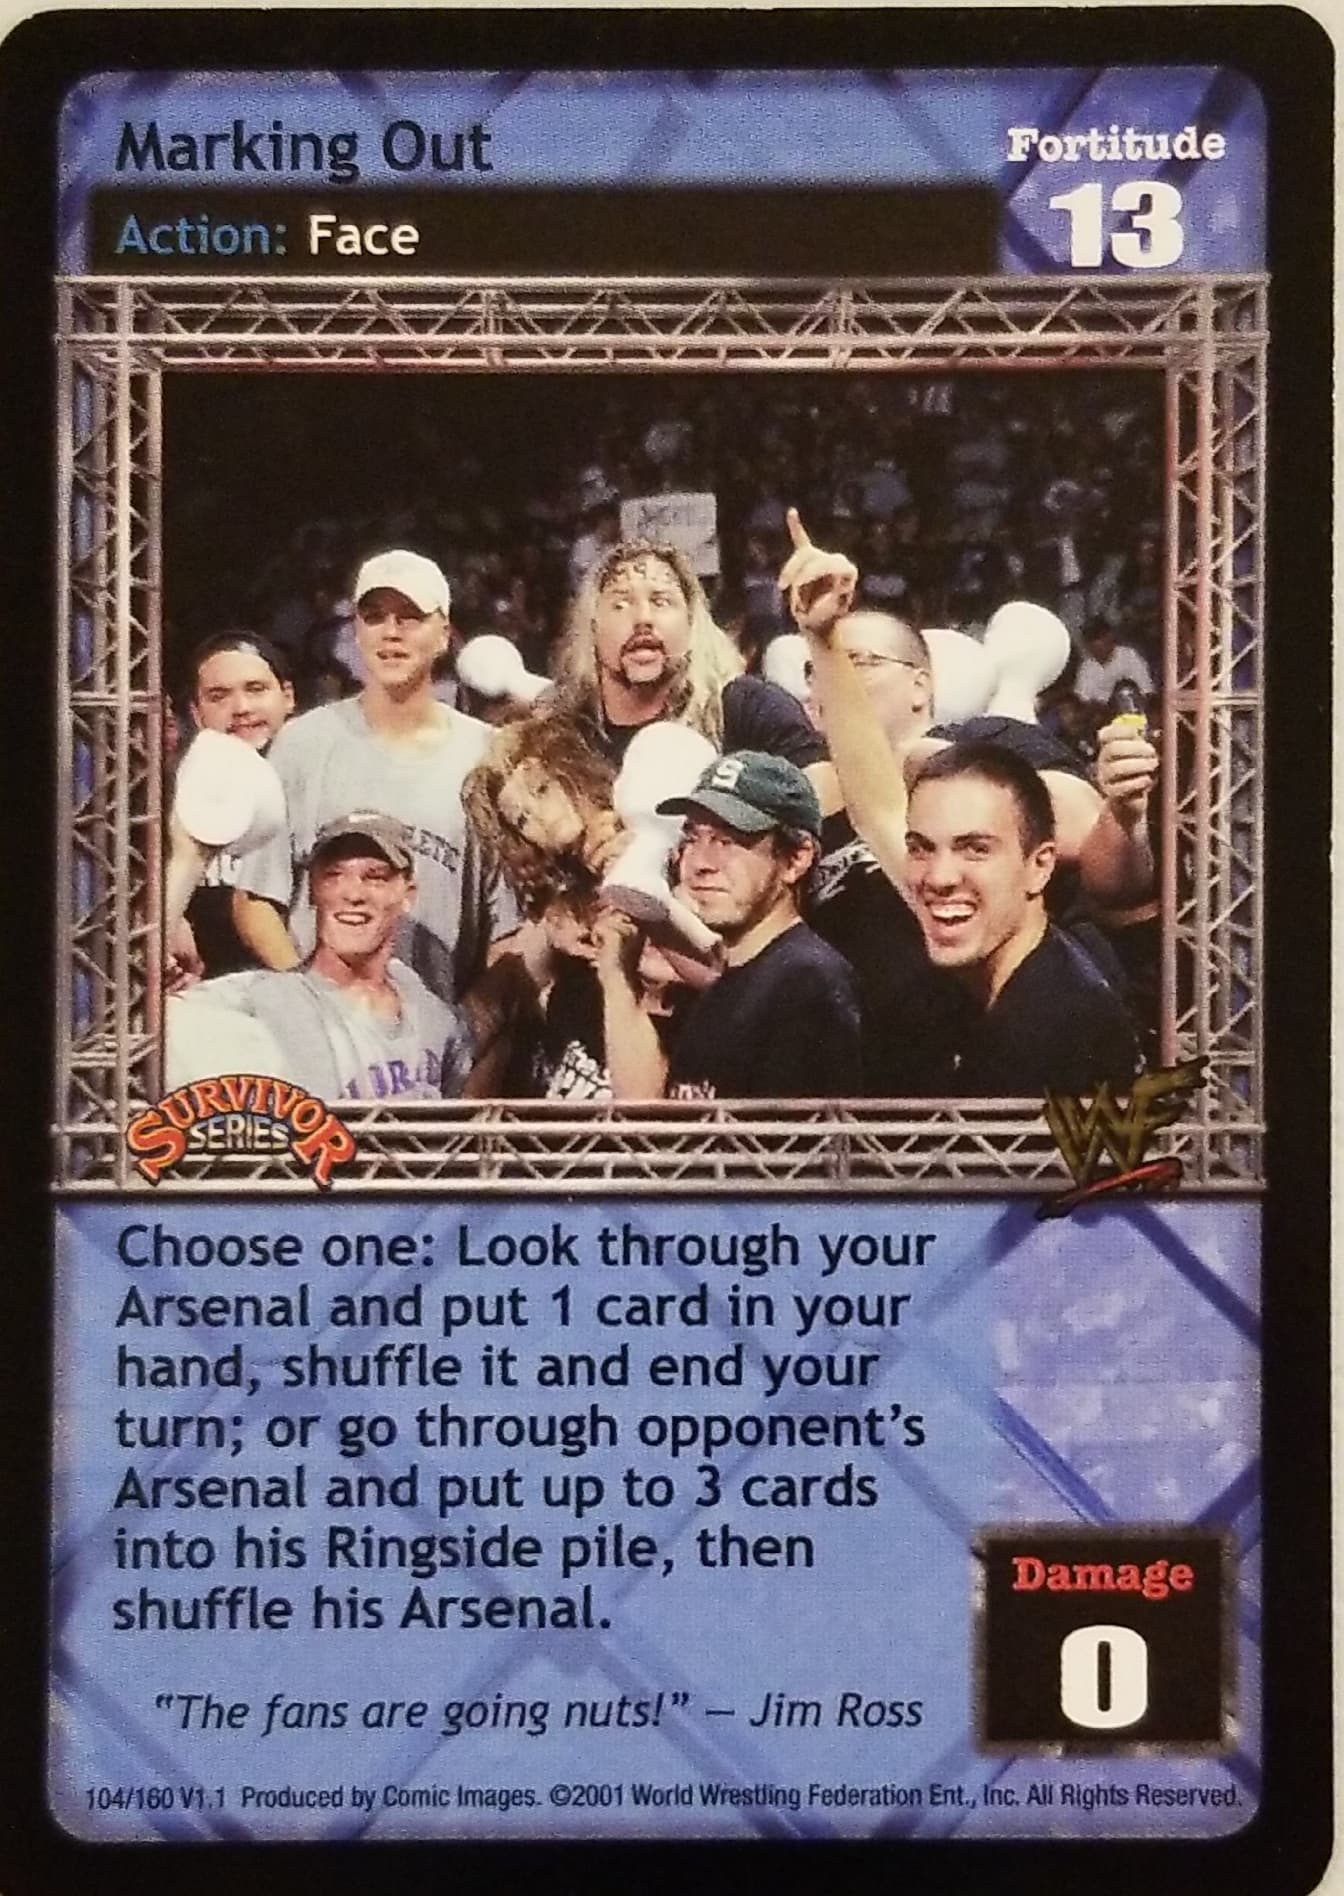 Marking Out
Fortitude
13
Action: Face
S
SURVIVOR
SERIES
WF
Choose one: Look through your
Arsenal and put 1 card in your
hand, shuffle it and end your
turn; or go through opponent’s
Arsenal and put up to 3 cards
into his Ringside pile, then
shuffle his Arsenal.
Damage
0
“The fans are going nuts!” — Jim Ross
104/160 V1.1 Produced by Comic Images. ©2001 World Wrestling Federation Ent., Inc. All Rights Reserved.